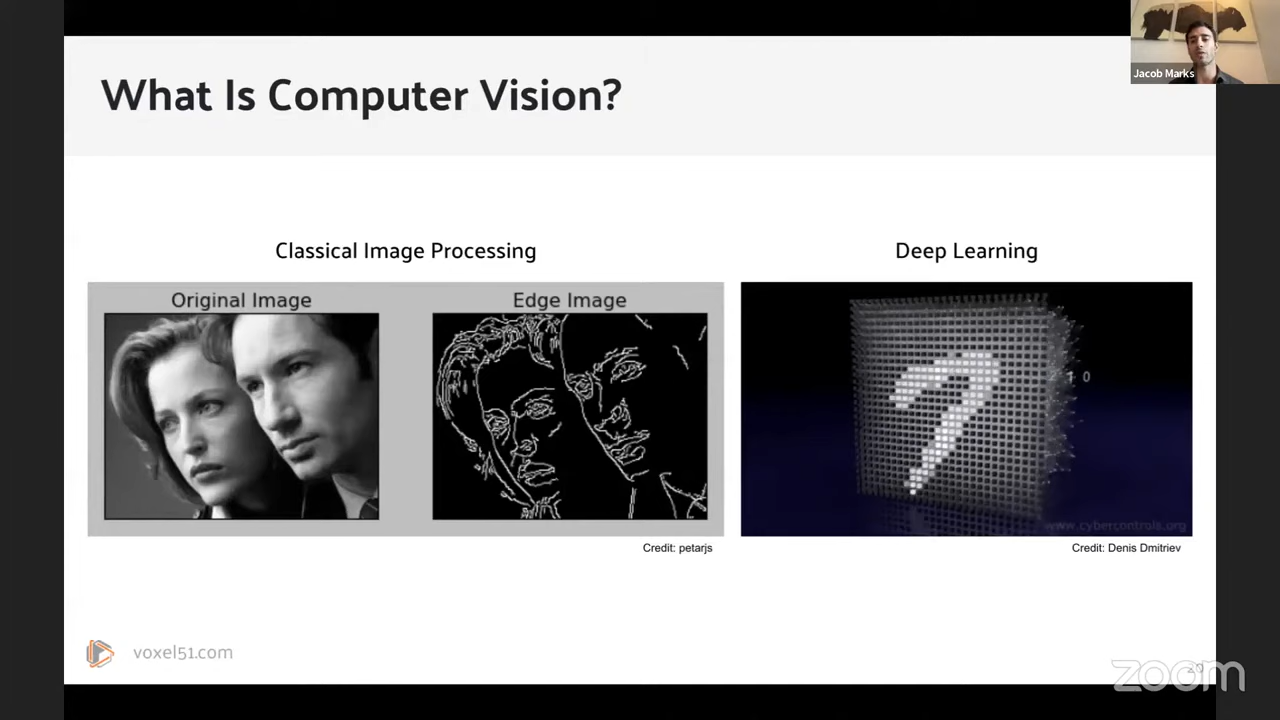 Jacob Marks
What Is Computer Vision?
Classical Image Processing
Deep Learning
Original Image
Edge Image
1 0
www.cybercontrols.org
Credit: petarjs
Credit: Denis Dmitriev
voxel51.com
20
zoom